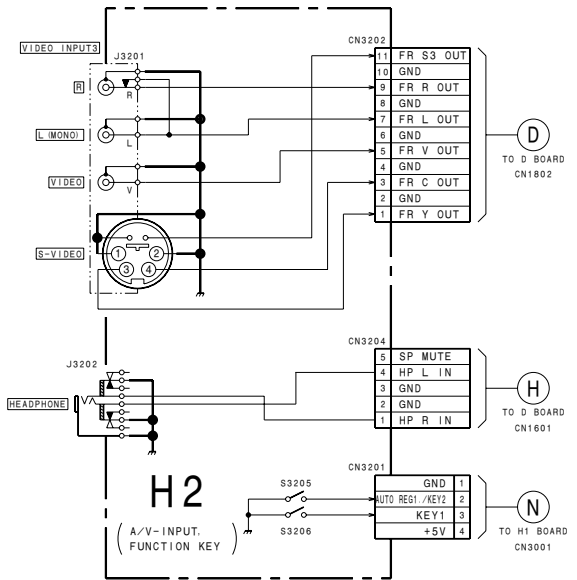 VIDEO INPUT3
J3201
R
R
L (MONO)
L
VIDEO
V
S-VIDEO
1
2
3
4
CN3202
11 FR S3 OUT
10 GND
9 FR R OUT
8 GND
7 FR L OUT
6 GND
5 FR V OUT
4 GND
3 FR C OUT
2 GND
1 FR Y OUT
D
TO D BOARD
CN1802
J3202
HEADPHONE
CN3204
5 SP MUTE
4 HP L IN
3 GND
2 GND
1 HP R IN
H
TO D BOARD
CN1601
H2
(A/V-INPUT,
FUNCTION KEY)
S3205
S3206
CN3201
GND 1
AUTO REG1./KEY2 2
KEY1 3
+5V 4
N
TO H1 BOARD
CN3001